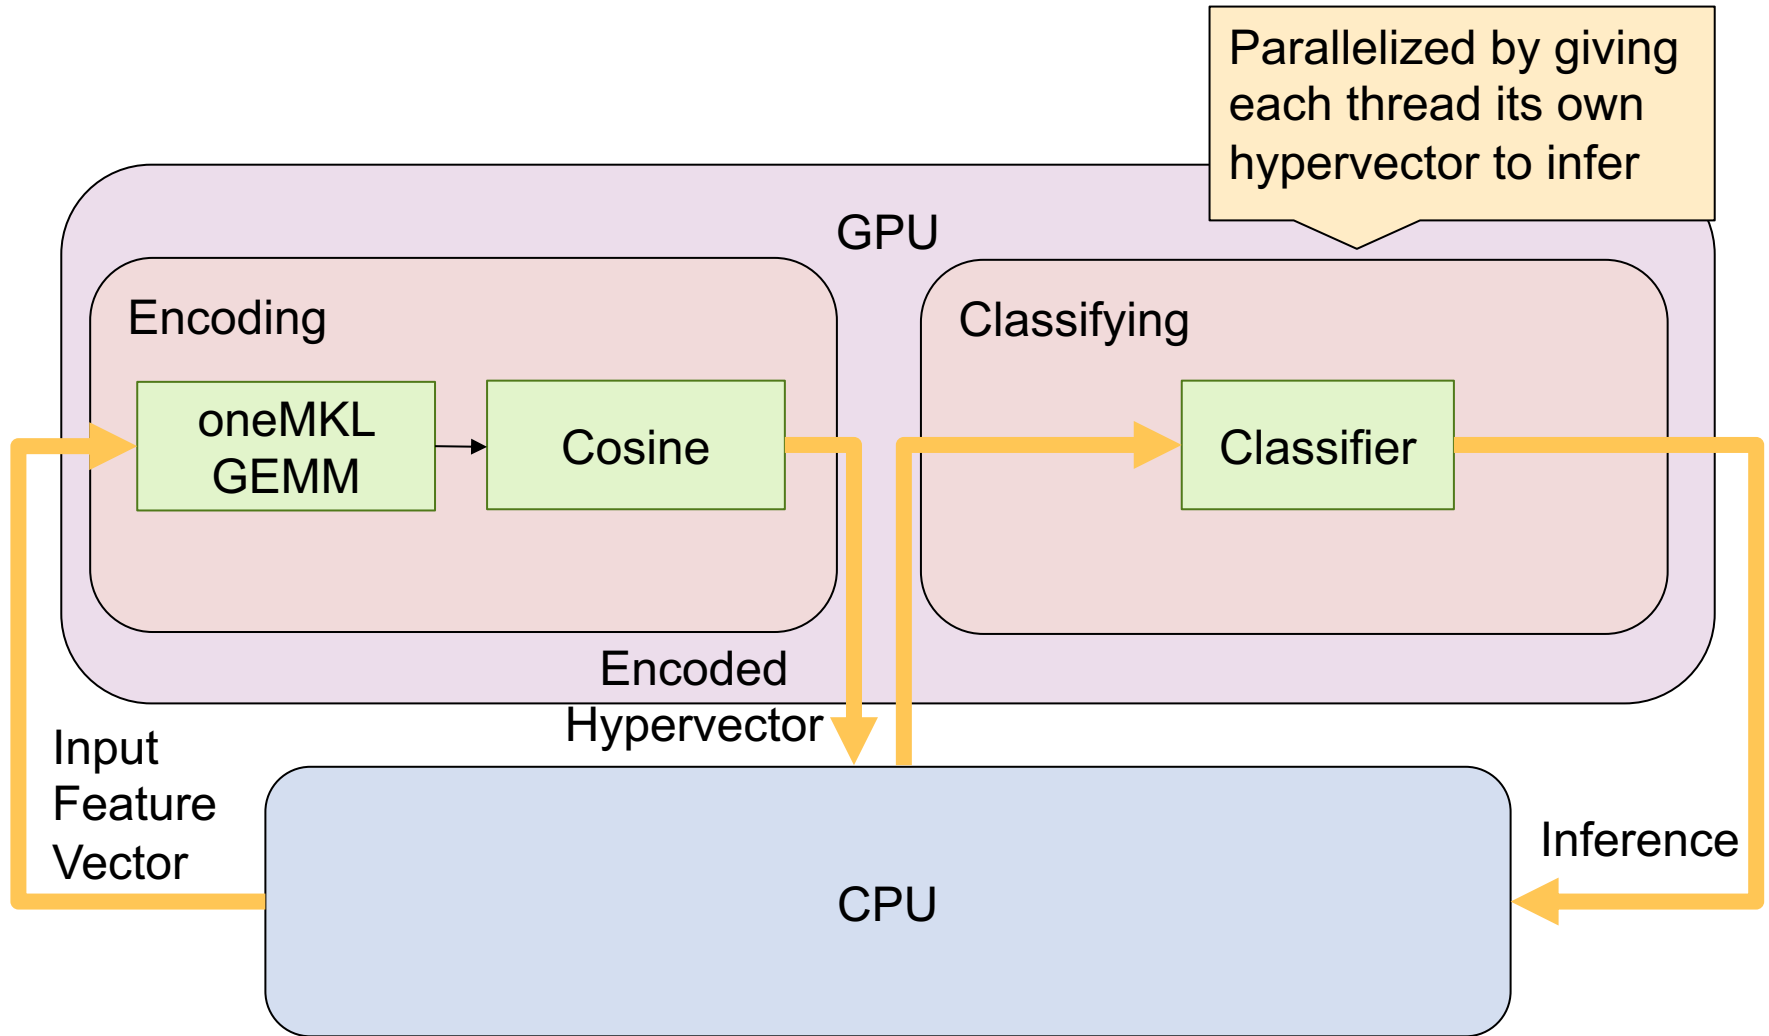 Parallelized by giving
each thread its own
hypervector to infer
GPU
Encoding
Classifying
oneMKL
GEMM
Cosine
Classifier
Encoded
Hypervector
Input
Feature
Vector
Inference
CPU